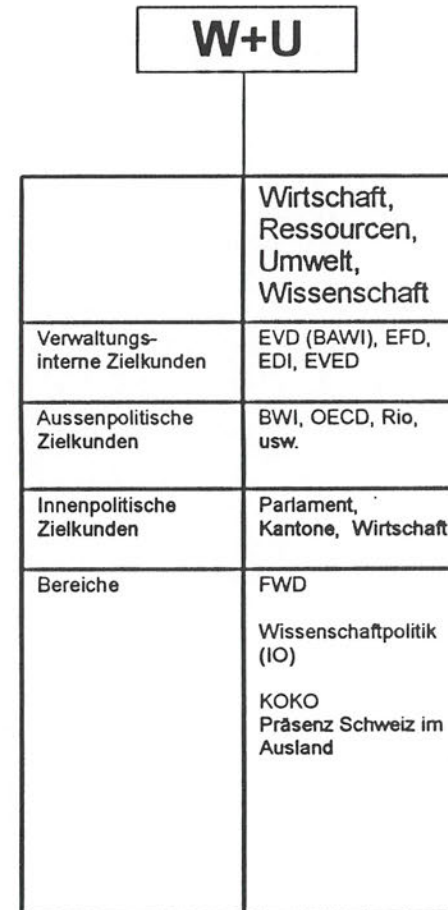 W+U
Wirtschaft,
Ressourcen,
Umwelt,
Wissenschaft
Verwaltungs-
interne Zielkunden
EVD (BAWI), EFD,
EDI, EVED
Aussenpolitische
Zielkunden
BWI, OECD, Rio,
usw.
Innenpolitische
Zielkunden
Parlament,
Kantone, Wirtschaft
Bereiche
FWD
Wissenschaftpolitik
(IO)
KOKO
Präsenz Schweiz im
Ausland